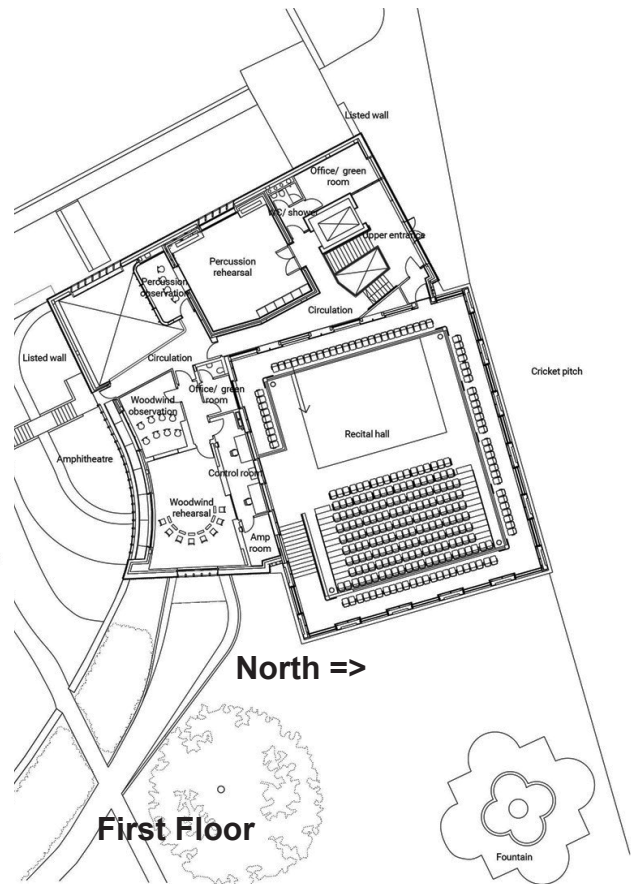 Listed wall
Office/ green
room
WC/ shower
Upper entrance
Percussion
rehearsal
Percussion
observation
Circulation
Listed wall
Circulation
Cricket pitch
Office/ green
room
Woodwind
observation
Recital hall
Amphitheatre
Control room
Woodwind
rehearsal
Amp
room
North =>
First Floor
Fountain